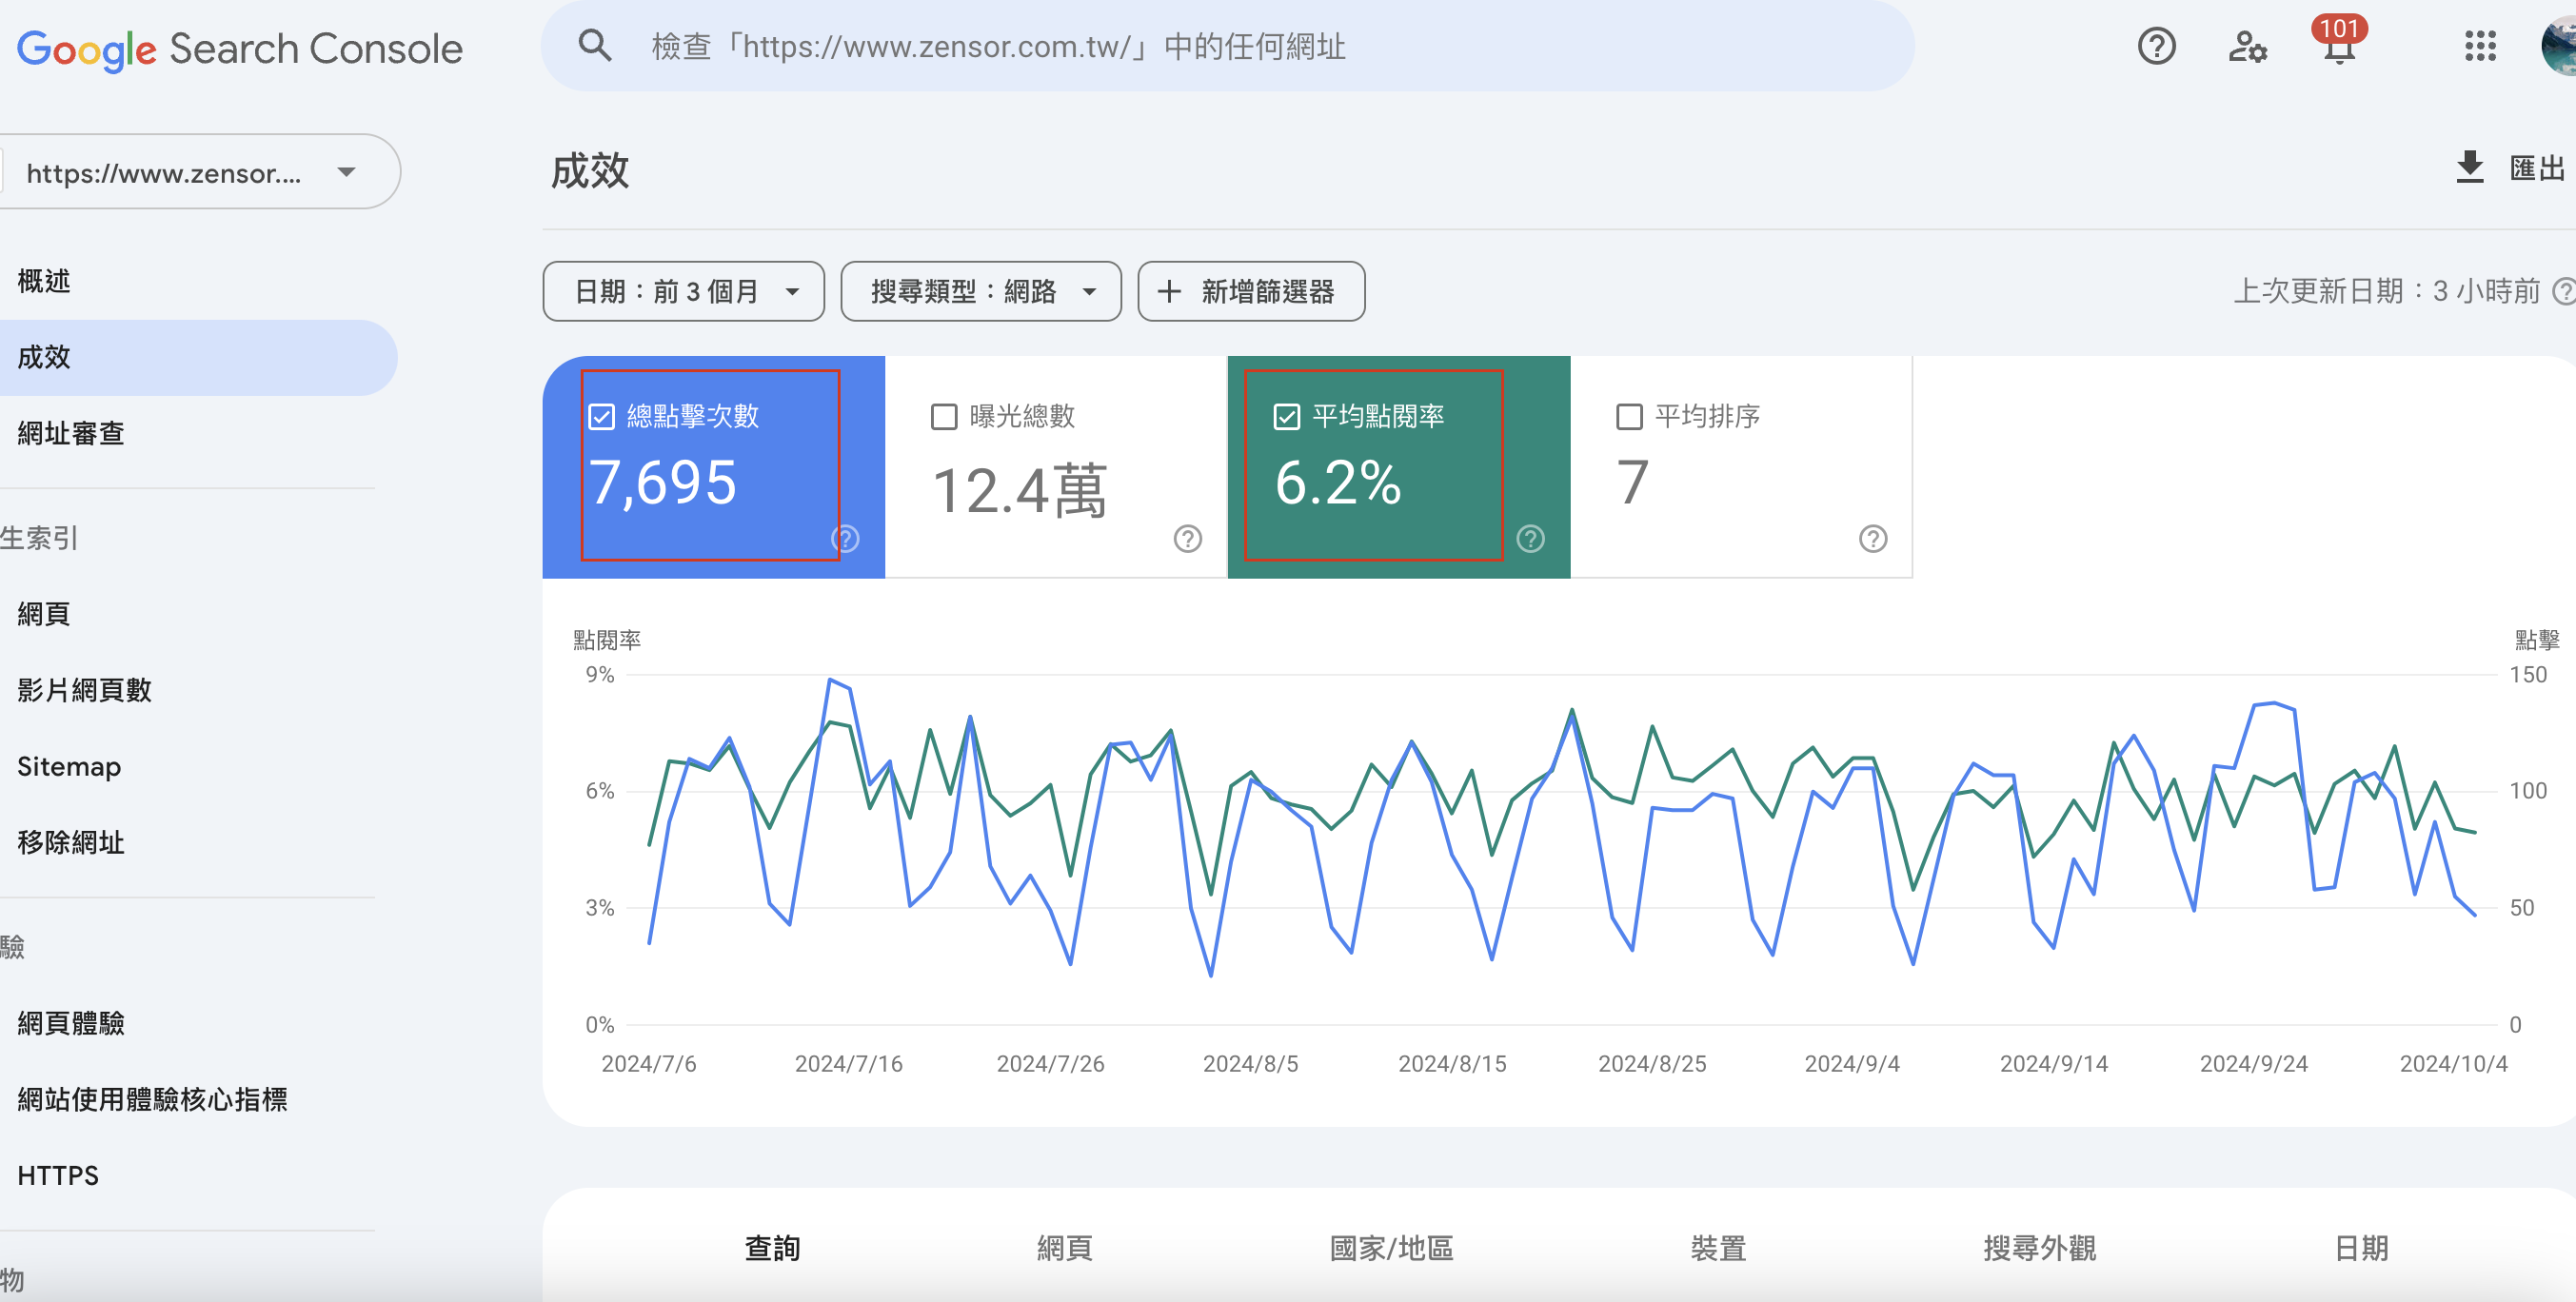 Google Search Console
檢查「https://www.zensor.com.tw/」中的任何網址
101
https://www.zensor....
成效
匯出
概述
成效
網址審查
生索引
網頁
影片網頁數
Sitemap
移除網址
驗
網頁體驗
網站使用體驗核心指標
HTTPS
物
日期：前 3 個月
搜尋類型：網路
新增篩選器
上次更新日期：3 小時前
總點擊次數
7,695
曝光總數
12.4萬
平均點閱率
6.2%
平均排序
7
點閱率
點擊
9%
150
6%
100
3%
50
0%
0
2024/7/6
2024/7/16
2024/7/26
2024/8/5
2024/8/15
2024/8/25
2024/9/4
2024/9/14
2024/9/24
2024/10/4
查詢
網頁
國家/地區
裝置
搜尋外觀
日期